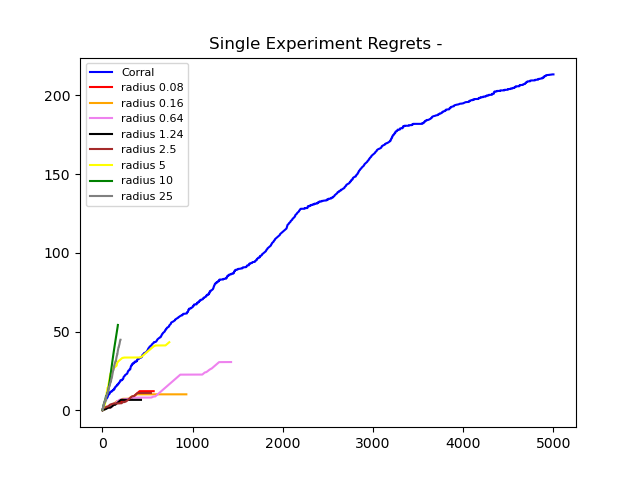 Single Experiment Regrets -
Corral
radius 0.08
radius 0.16
radius 0.64
radius 1.24
radius 2.5
radius 5
radius 10
radius 25
200
150
100
50
0
0 1000 2000 3000 4000 5000